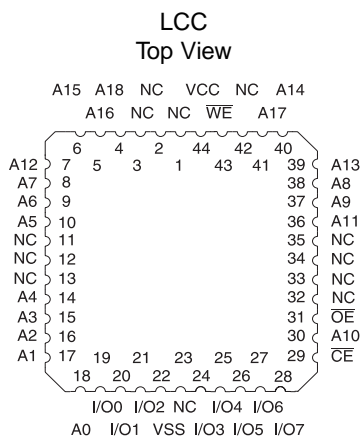 LCC
Top View
A15 A18 NC VCC NC A14
A16 NC NC WE A17
6 4 2 44 42 40
A12 7 5 3 1 43 41 39 A13
A7 8 38 A8
A6 9 37 A9
A5 10 36 A11
NC 11 35 NC
NC 12 34 NC
NC 13 33 NC
A4 14 32 NC
A3 15 31 OE
A2 16 30 A10
A1 17 19 21 23 25 27 29 CE
18 20 22 24 26 28
I/O0 I/O2 NC I/O4 I/O6
A0 I/O1 VSS I/O3 I/O5 I/O7